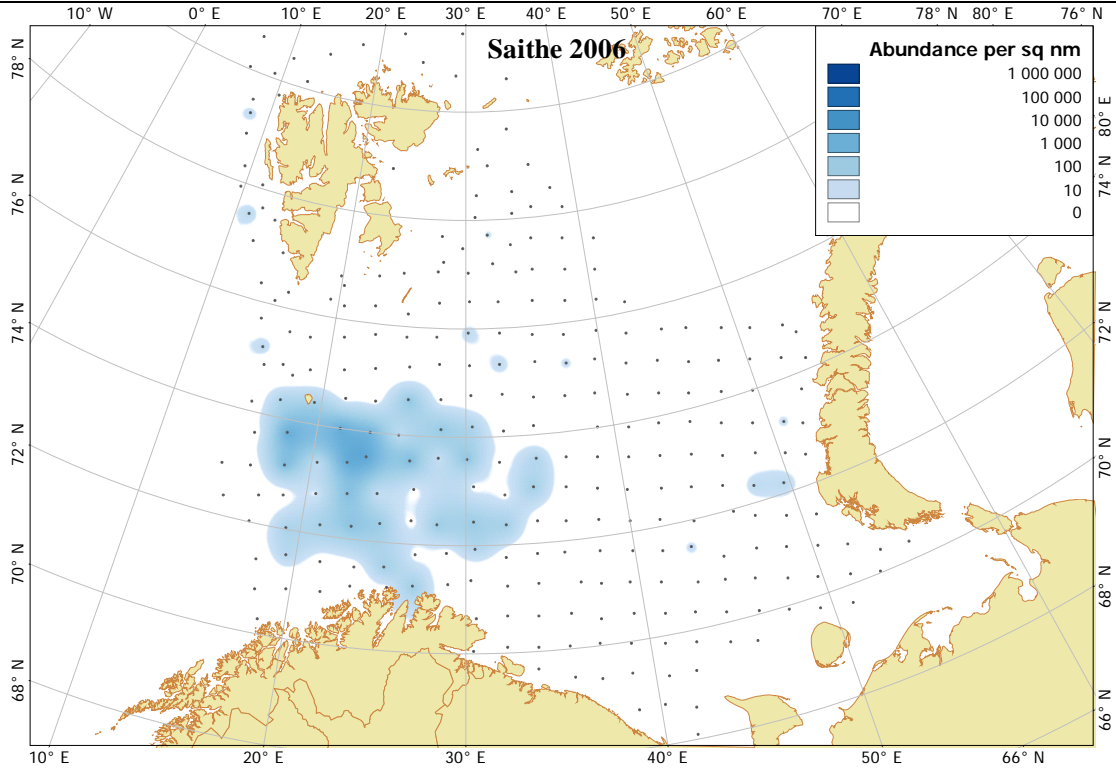 10° W 0° E 10 E 20 E 30° E 40° E 50° E 60° E 70° E 78° N 80° E 76° N
Saithe 2006
Abundance per sq nm
1 000 000
100 000
10 000
1 000
100
10
0
78° N
76° N
74° N
72° N
70° N
68° N
80° E
74° N
72° N
70° N
68° N
66° N
10° E 20° E 30° E 40° E 50° E 66° N